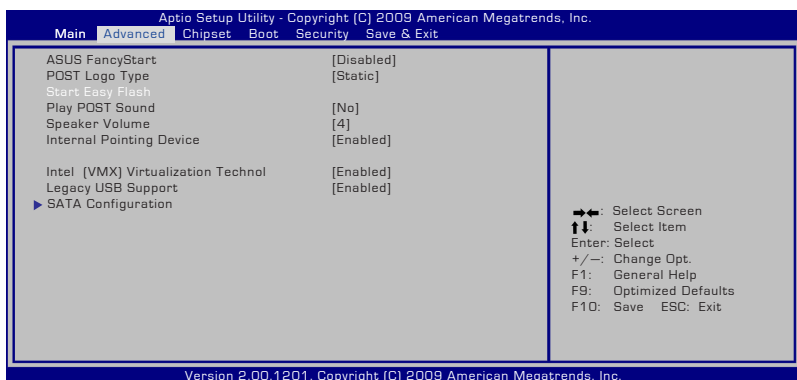 Aptio Setup Utility - Copyright (C) 2009 American Megatrends, Inc.
Main Advanced Chipset Boot Security Save & Exit
ASUS FancyStart [Disabled]
POST Logo Type [Static]
Start Easy Flash
Play POST Sound [No]
Speaker Volume [4]
Internal Pointing Device [Enabled]
Intel (VMX) Virtualization Technol [Enabled]
Legacy USB Support [Enabled]
SATA Configuration
→←: Select Screen
↑↓: Select Item
Enter: Select
+/—: Change Opt.
F1: General Help
F9: Optimized Defaults
F10: Save ESC: Exit
Version 2.00.1201. Copyright (C) 2009 American Megatrends, Inc.